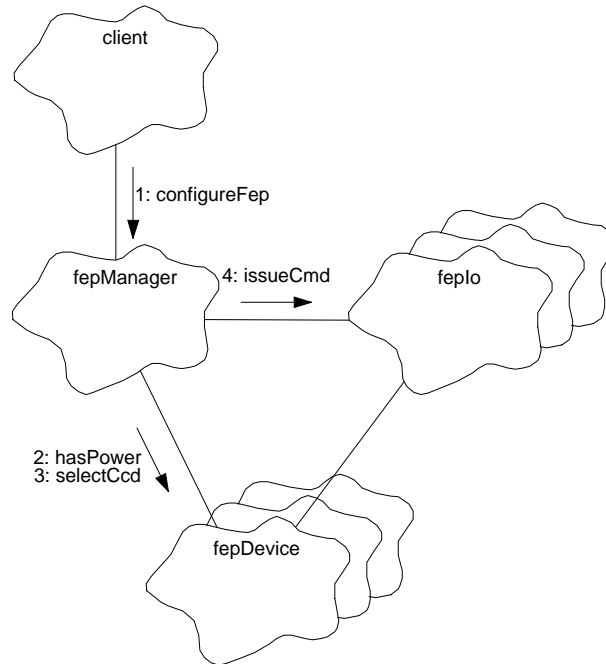 client
1: configureFep
fepManager
4: issueCmd
fepIo
2: hasPower
3: selectCcd
fepDevice